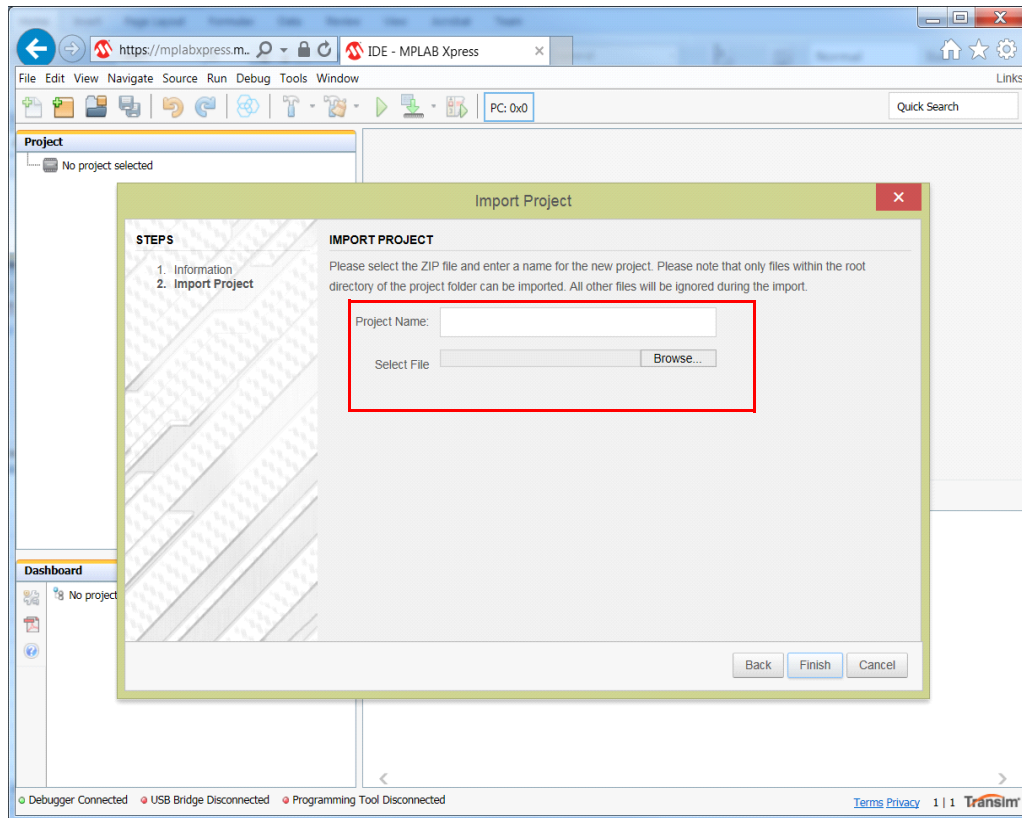 https://mplabxpress.m..
IDE - MPLAB Xpress
File Edit View Navigate Source Run Debug Tools Window
Links
PC: 0x0
Quick Search
Project
No project selected
Import Project
STEPS
1. Information
2. Import Project
IMPORT PROJECT
Please select the ZIP file and enter a name for the new project. Please note that only files within the root
directory of the project folder can be imported. All other files will be ignored during the import.
Project Name:
Select File
Browse...
Back
Finish
Cancel
Dashboard
No project
Debugger Connected
USB Bridge Disconnected
Programming Tool Disconnected
Terms Privacy
1 | 1
Transim